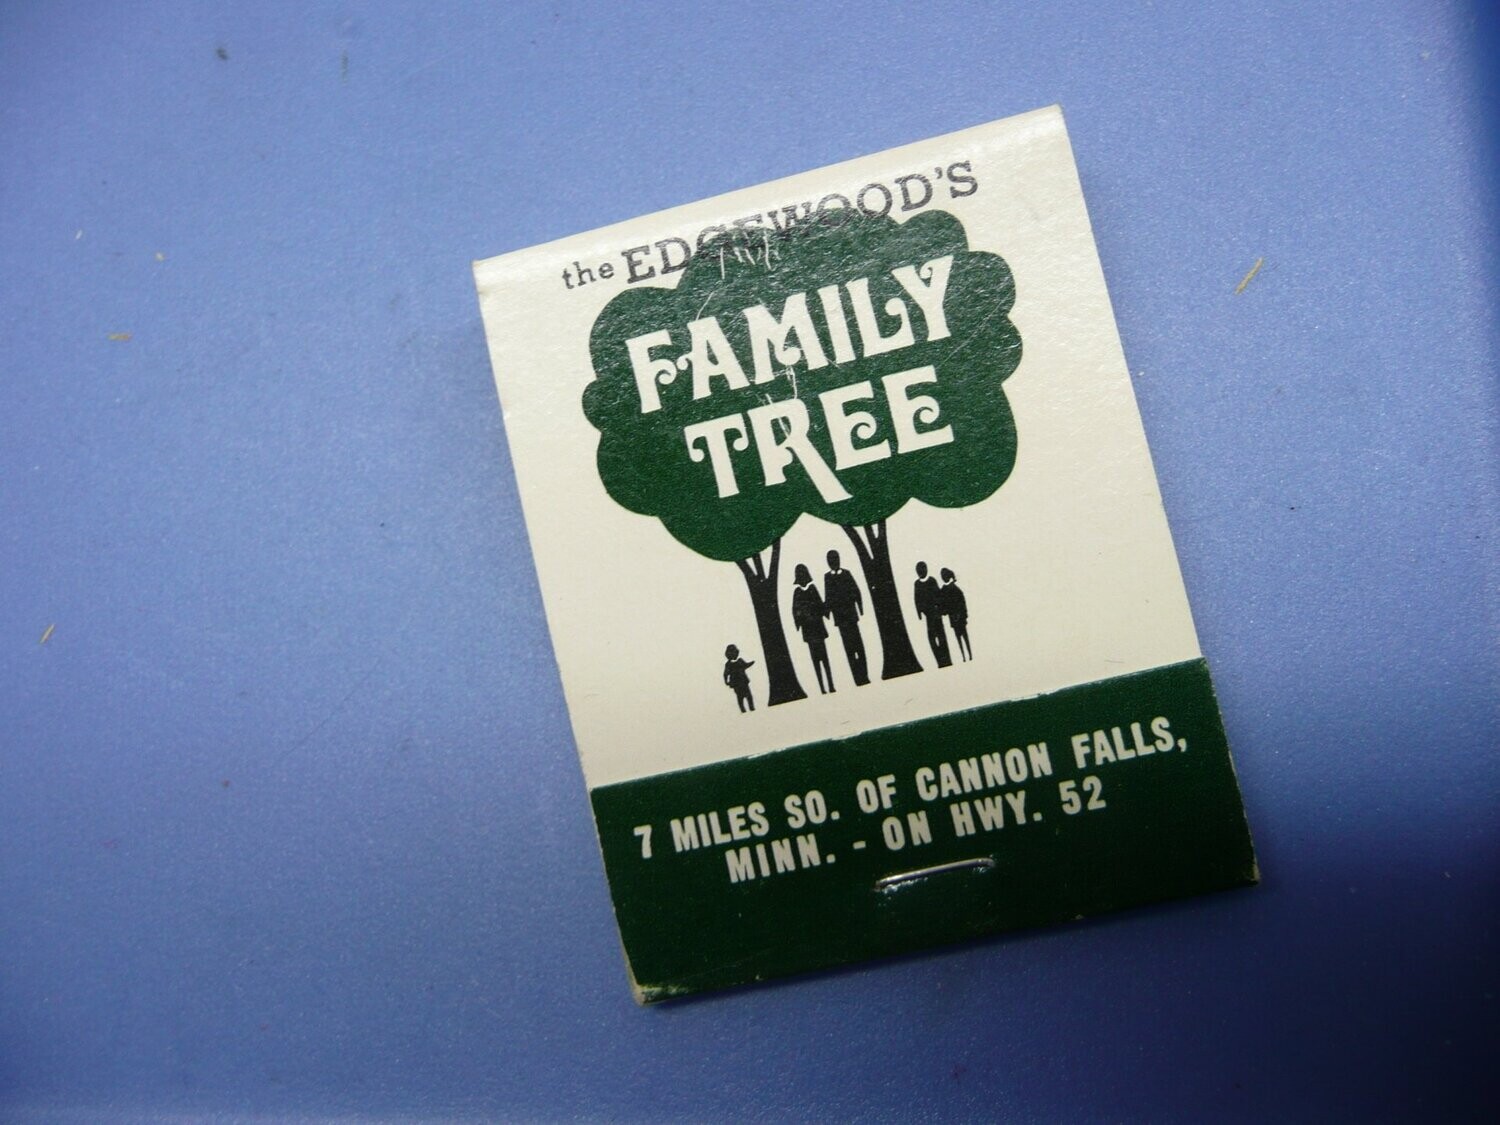 the EDGEWOOD'S
FAMILY
TREE
7 MILES SO. OF CANNON FALLS,
MINN. - ON HWY. 52